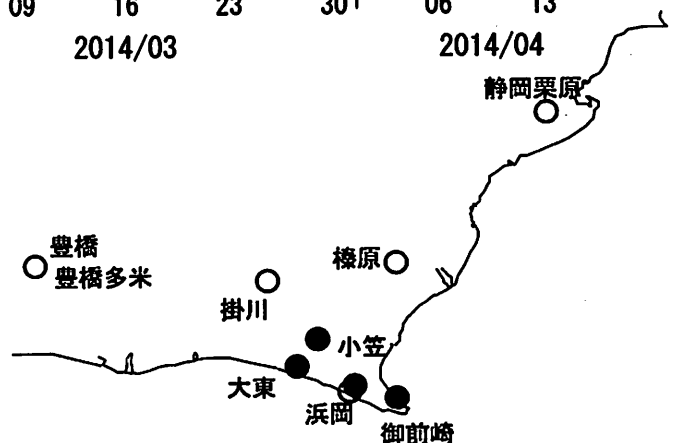 09 16 23 30 06 13
2014/03 2014/04
静岡栗原
豊橋
豊橋多米
榛原
掛川
小笠
大東
浜岡
御前崎